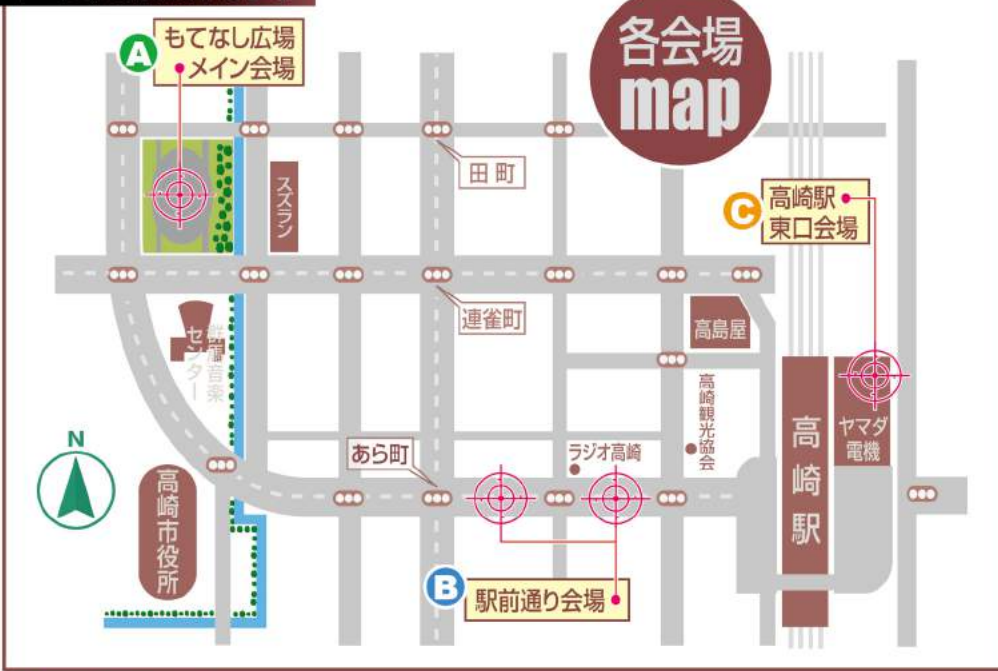 各会場
map
A
もてなし広場
メイン会場
田町
スズラン
C
高崎駅
東口会場
連雀町
高島屋
群馬音楽
センター
高崎観光協会
ヤマダ
電機
高崎駅
あら町
ラジオ高崎
N
高崎市役所
B
駅前通り会場